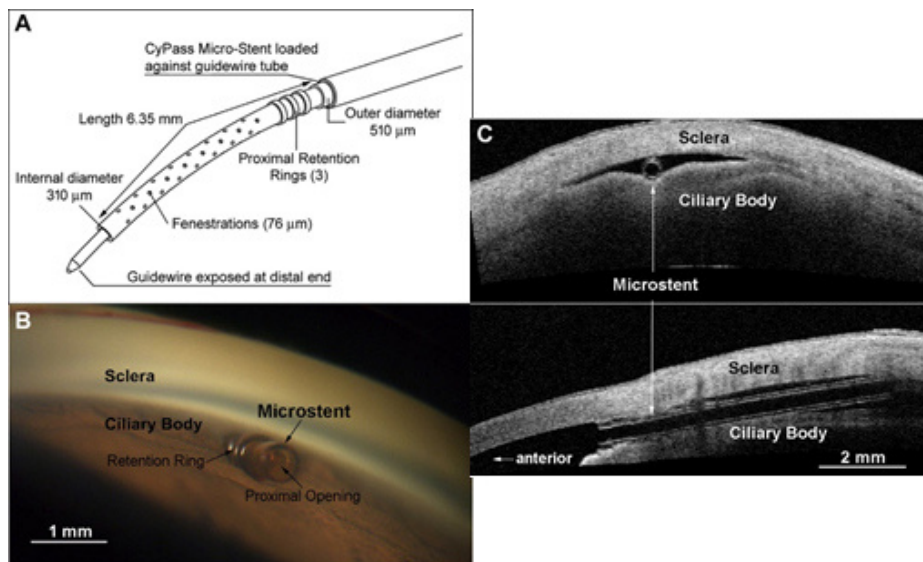 A
CyPass Micro-Stent loaded
against guidewire tube
Length 6.35 mm
Outer diameter
510 μm
Proximal Retention
Rings (3)
Internal diameter
310 μm
Fenestrations (76 μm)
Guidewire exposed at distal end
B
Sclera
Ciliary Body
Microstent
Retention Ring
Proximal Opening
1 mm
C
Sclera
Ciliary Body
Microstent
Sclera
Ciliary Body
anterior
2 mm